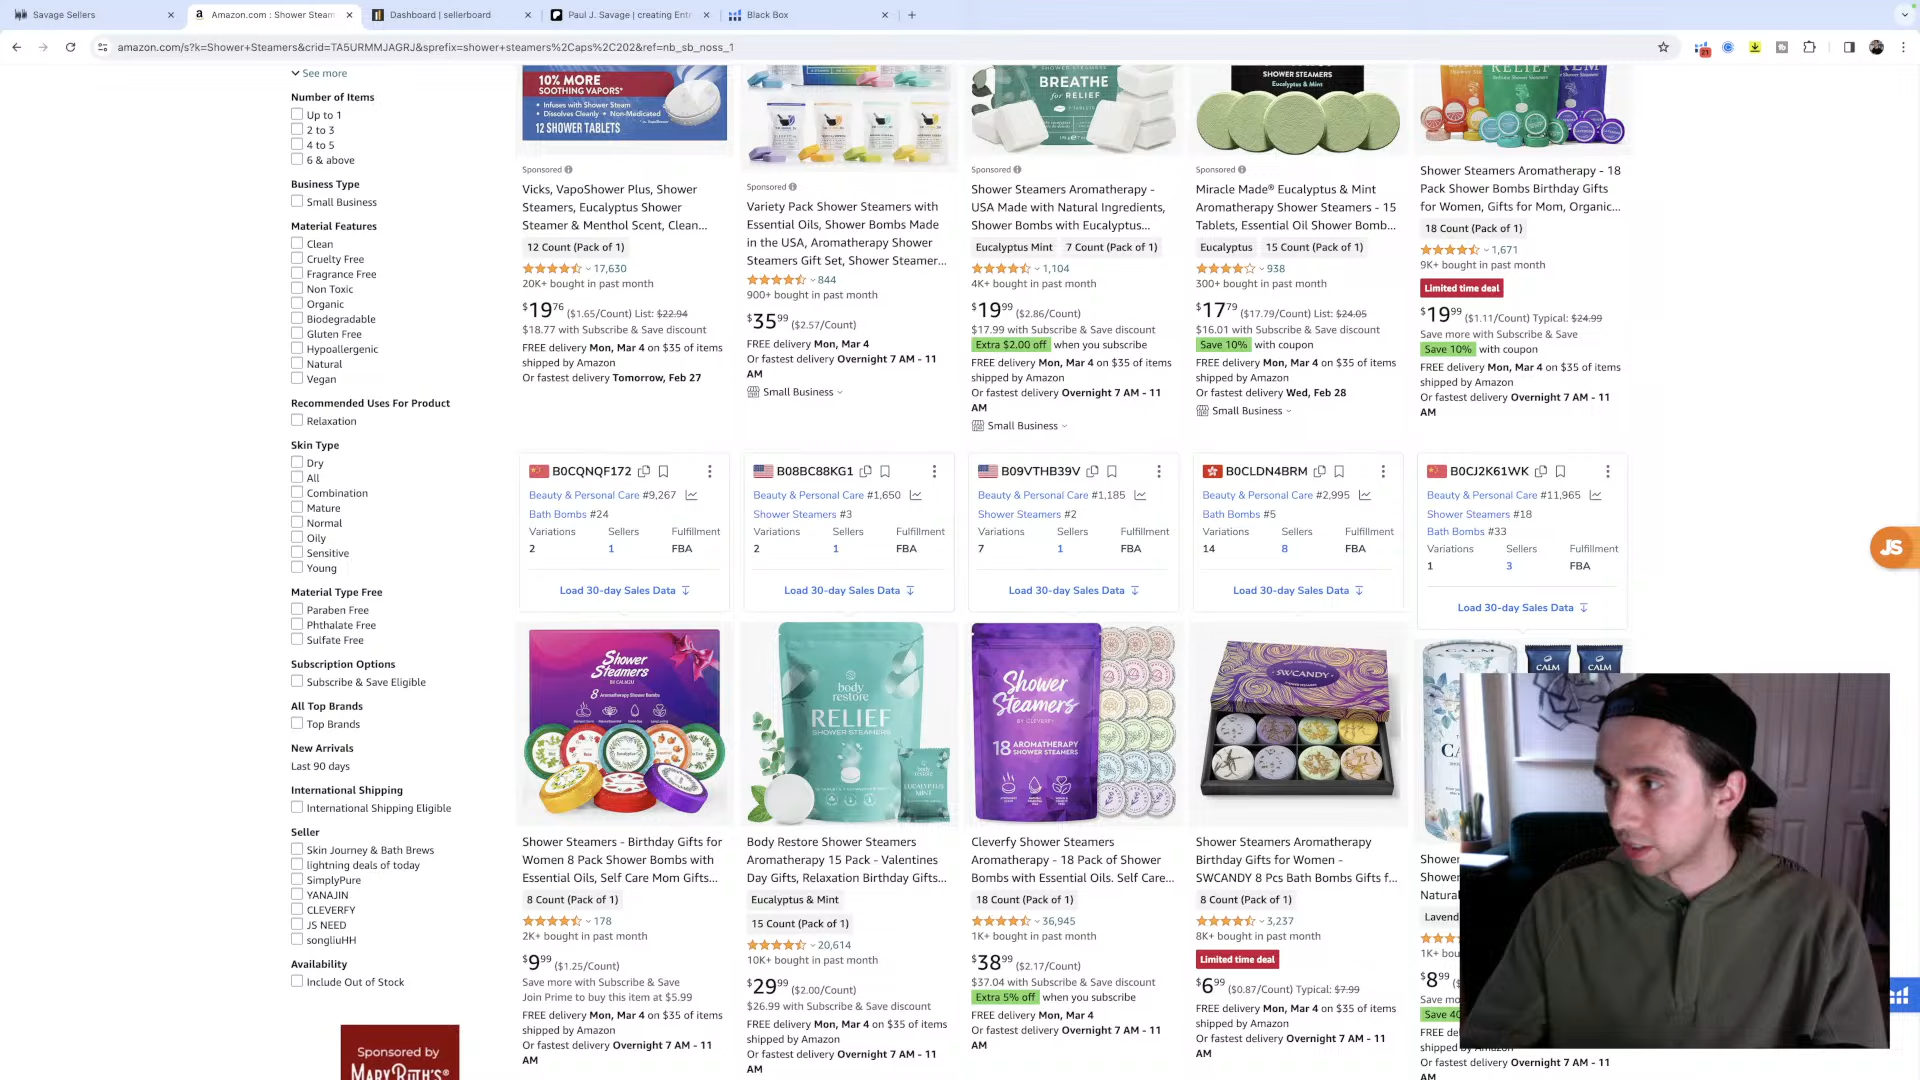 Savage Sellers
Amazon.com : Shower Steam
Dashboard | sellerboard
Paul J. Savage | creating Entr
Black Box
amazon.com/s?k=Shower+Steamers&crid=TA5URMMJAGRJ&sprefix=shower+steamers%2Caps%2C202&ref=nb_sb_noss_1
See more
Number of Items
Up to 1
2 to 3
4 to 5
6 & above
Business Type
Small Business
Material Features
Clean
Cruelty Free
Fragrance Free
Non Toxic
Organic
Biodegradable
Gluten Free
Hypoallergenic
Natural
Vegan
Recommended Uses For Product
Relaxation
Skin Type
Dry
All
Combination
Mature
Normal
Oily
Sensitive
Young
Material Type Free
Paraben Free
Phthalate Free
Sulfate Free
Subscription Options
Subscribe & Save Eligible
All Top Brands
Top Brands
New Arrivals
Last 90 days
International Shipping
International Shipping Eligible
Seller
Skin Journey & Bath Brews
lightning deals of today
SimplyPure
YANAJIN
CLEVERFY
JS NEED
songliuHH
Availability
Include Out of Stock
Sponsored by
MARYRUTH'S®
10% MORE
SOOTHING VAPORS*
• Infuses with Shower Steam
• Dissolves Cleanly • Non-Medicated
12 SHOWER TABLETS
Sponsored
Vicks, VapoShower Plus, Shower
Steamers, Eucalyptus Shower
Steamer & Menthol Scent, Clean...
12 Count (Pack of 1)
17,630
20K+ bought in past month
$19.76 ($1.65/Count) List: $22.94
$18.77 with Subscribe & Save discount
FREE delivery Mon, Mar 4 on $35 of items
shipped by Amazon
Or fastest delivery Tomorrow, Feb 27
Sponsored
Variety Pack Shower Steamers with
Essential Oils, Shower Bombs Made
in the USA, Aromatherapy Shower
Steamers Gift Set, Shower Steamer...
844
900+ bought in past month
$35.99 ($2.57/Count)
FREE delivery Mon, Mar 4
Or fastest delivery Overnight 7 AM - 11
AM
Small Business
BREATHE
for RELIEF
Sponsored
Shower Steamers Aromatherapy -
USA Made with Natural Ingredients,
Shower Bombs with Eucalyptus...
Eucalyptus Mint 7 Count (Pack of 1)
1,104
4K+ bought in past month
$19.99 ($2.86/Count)
$17.99 with Subscribe & Save discount
Extra $2.00 off when you subscribe
FREE delivery Mon, Mar 4 on $35 of items
shipped by Amazon
Or fastest delivery Overnight 7 AM - 11
AM
Small Business
SHOWER STEAMERS
Eucalyptus & Mint
Sponsored
Miracle Made® Eucalyptus & Mint
Aromatherapy Shower Steamers - 15
Tablets, Essential Oil Shower Bomb...
Eucalyptus 15 Count (Pack of 1)
938
300+ bought in past month
$17.79 ($17.79/Count) List: $24.05
$16.01 with Subscribe & Save discount
Save 10% with coupon
FREE delivery Mon, Mar 4 on $35 of items
shipped by Amazon
Or fastest delivery Wed, Feb 28
Small Business
RELIEF
Shower Steamers Aromatherapy - 18
Pack Shower Bombs Birthday Gifts
for Women, Gifts for Mom, Organic...
18 Count (Pack of 1)
1,671
9K+ bought in past month
Limited time deal
$19.99 ($1.11/Count) Typical: $24.99
Save more with Subscribe & Save
Save 10% with coupon
FREE delivery Mon, Mar 4 on $35 of items
shipped by Amazon
Or fastest delivery Overnight 7 AM - 11
AM
B0CQNQF172
Beauty & Personal Care #9,267
Bath Bombs #24
Variations Sellers Fulfillment
2 1 FBA
Load 30-day Sales Data
B08BC88KG1
Beauty & Personal Care #1,650
Shower Steamers #3
Variations Sellers Fulfillment
2 1 FBA
Load 30-day Sales Data
B09VTHB39V
Beauty & Personal Care #1,185
Shower Steamers #2
Variations Sellers Fulfillment
7 1 FBA
Load 30-day Sales Data
B0CLDN4BRM
Beauty & Personal Care #2,995
Bath Bombs #5
Variations Sellers Fulfillment
14 8 FBA
Load 30-day Sales Data
B0CJ2K61WK
Beauty & Personal Care #11,965
Shower Steamers #18
Bath Bombs #33
Variations Sellers Fulfillment
1 3 FBA
Load 30-day Sales Data
JS
Shower
Steamers
8 Aromatherapy Shower Bombs
Shower Steamers - Birthday Gifts for
Women 8 Pack Shower Bombs with
Essential Oils, Self Care Mom Gifts...
8 Count (Pack of 1)
178
2K+ bought in past month
$9.99 ($1.25/Count)
Save more with Subscribe & Save
Join Prime to buy this item at $5.99
FREE delivery Mon, Mar 4 on $35 of items
shipped by Amazon
Or fastest delivery Overnight 7 AM - 11
AM
body
restore
RELIEF
SHOWER STEAMERS
body
restore
EUCALYPTUS
MINT
Body Restore Shower Steamers
Aromatherapy 15 Pack - Valentines
Day Gifts, Relaxation Birthday Gifts...
Eucalyptus & Mint
15 Count (Pack of 1)
20,614
10K+ bought in past month
$29.99 ($2.00/Count)
$26.99 with Subscribe & Save discount
FREE delivery Mon, Mar 4 on $35 of items
shipped by Amazon
Or fastest delivery Overnight 7 AM - 11
AM
Shower
Steamers
BY CLEVERFY
18 AROMATHERAPY
SHOWER STEAMERS
Cleverfy Shower Steamers
Aromatherapy - 18 Pack of Shower
Bombs with Essential Oils. Self Care...
18 Count (Pack of 1)
36,945
1K+ bought in past month
$38.99 ($2.17/Count)
$37.04 with Subscribe & Save discount
Extra 5% off when you subscribe
FREE delivery Mon, Mar 4
Or fastest delivery Overnight 7 AM - 11
AM
SWCANDY
Shower Steamers Aromatherapy
Birthday Gifts for Women -
SWCANDY 8 Pcs Bath Bombs Gifts f...
8 Count (Pack of 1)
3,237
8K+ bought in past month
Limited time deal
$6.99 ($0.87/Count) Typical: $7.99
FREE delivery Mon, Mar 4 on $35 of items
shipped by Amazon
Or fastest delivery Overnight 7 AM - 11
AM
CALM
CALM
CALM
Shower
Shower
Natural
Lavend
1K+ bou
$8.99
Save mo
Save 40
FREE de
shipped by Amazon
Or fastest delivery Overnight 7 AM - 11
AM